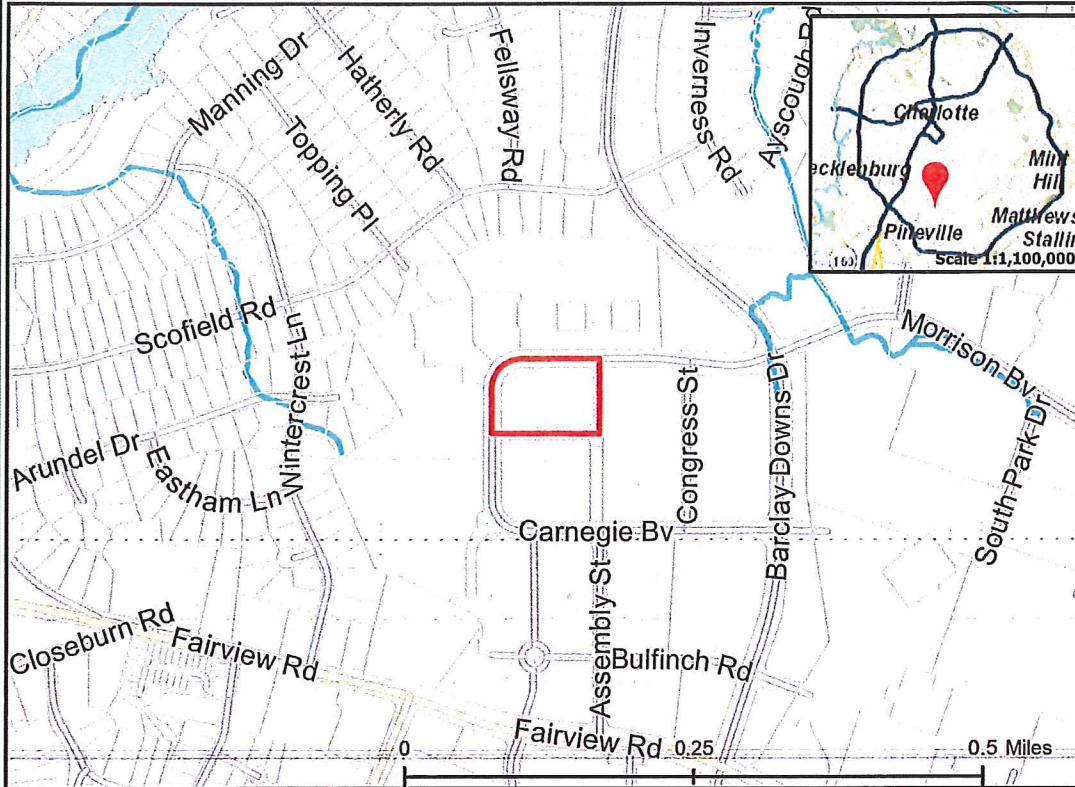 Manning Dr
Hatherly Rd
Topping Pl
Fellsway Rd
Inverness Rd
Ayscough Rd
Charlotte
ecklenburg
Mint
Hill
Matthews
Stallin
Pineville
160
Scale 1:1,100,000
Scofield Rd
Wintercrest Ln
Morrison Bv
Arundel Dr
Eastham Ln
Congress St
Barclay Downs Dr
South Park Dr
Carnegie Bv
Assembly St
Closeburn Rd
Fairview Rd
Bulfinch Rd
Fairview Rd
0
0.25
0.5 Miles